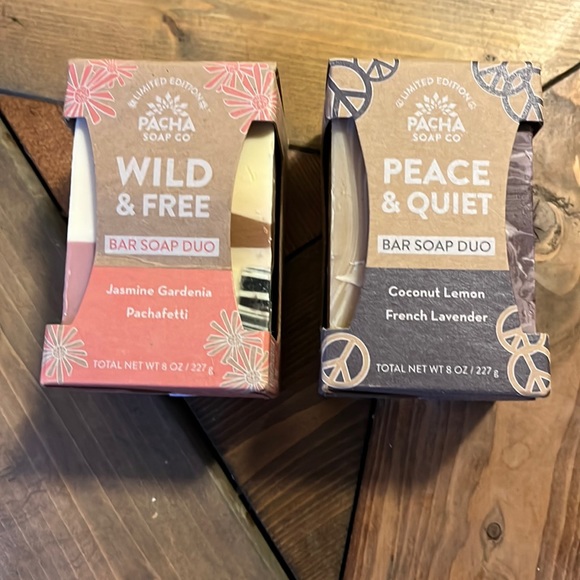 LIMITED EDITION
PACHA
SOAP CO
WILD
& FREE
BAR SOAP DUO
Jasmine Gardenia
Pachafetti
TOTAL NET WT 8 OZ / 227 g
LIMITED EDITION
PACHA
SOAP CO
PEACE
& QUIET
BAR SOAP DUO
Coconut Lemon
French Lavender
TOTAL NET WT 8 OZ / 227 g